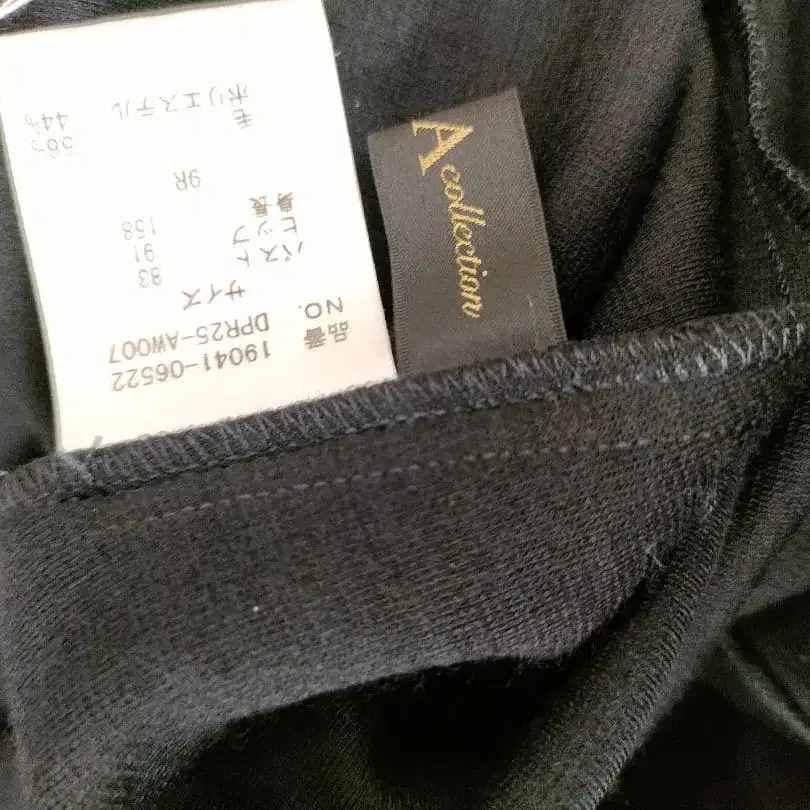 品番 19041-06522
NO. DPR25-AW007
サイズ
バスト 83
ヒップ 91
身長 158
9R
毛 56%
ポリエステル 44%
A collection